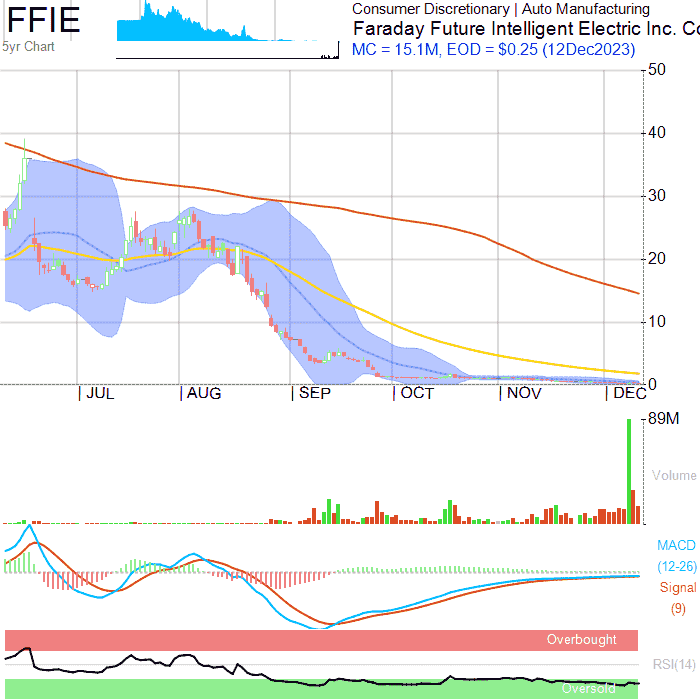 FFIE
5yr Chart
Consumer Discretionary | Auto Manufacturing
Faraday Future Intelligent Electric Inc. Co
MC = 15.1M, EOD = $0.25 (12Dec2023)
50
40
30
20
10
0
JUL
AUG
SEP
OCT
NOV
DEC
89M
Volume
MACD
(12-26)
Signal
(9)
Overbought
RSI(14)
Oversold